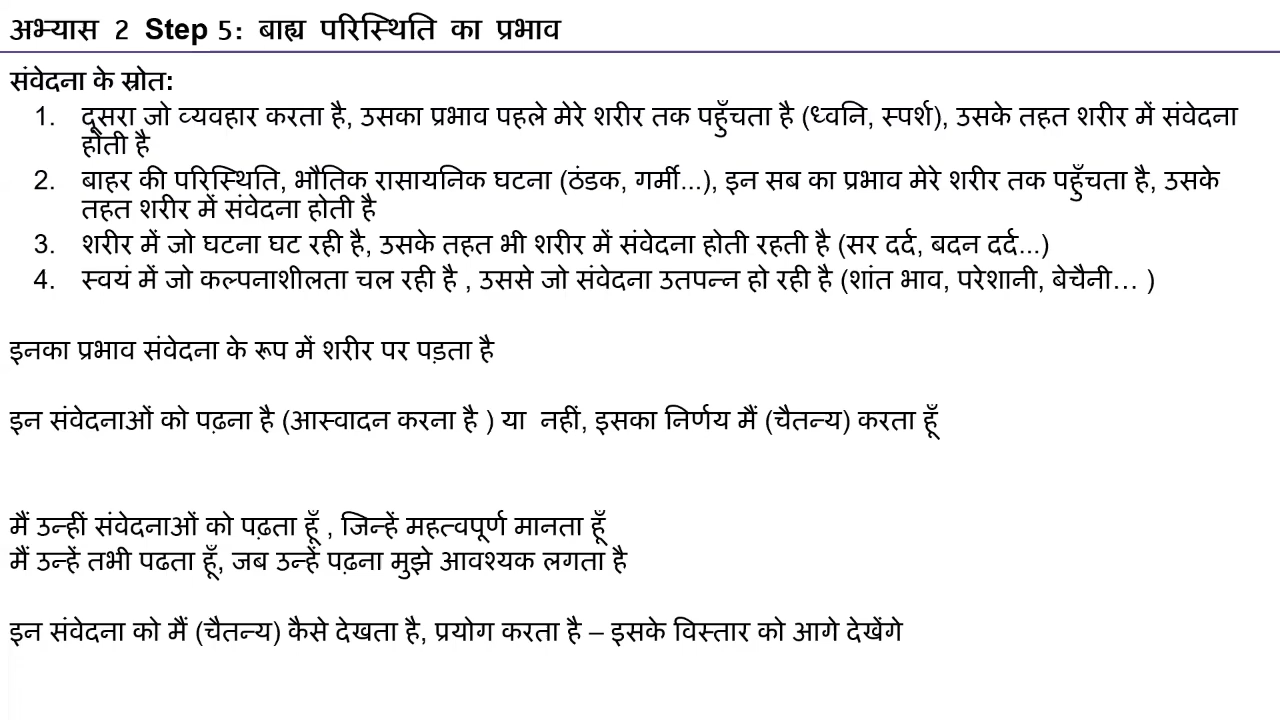 अभ्यास 2 Step 5: बाह्य परिस्थिति का प्रभाव
संवेदना के स्रोत:
1. दूसरा जो व्यवहार करता है, उसका प्रभाव पहले मेरे शरीर तक पहुँचता है (ध्वनि, स्पर्श), उसके तहत शरीर में संवेदना
होती है
2. बाहर की परिस्थिति, भौतिक रासायनिक घटना (ठंडक, गर्मी...), इन सब का प्रभाव मेरे शरीर तक पहुँचता है, उसके
तहत शरीर में संवेदना होती है
3. शरीर में जो घटना घट रही है, उसके तहत भी शरीर में संवेदना होती रहती है (सर दर्द, बदन दर्द...)
4. स्वयं में जो कल्पनाशीलता चल रही है , उससे जो संवेदना उतपन्न हो रही है (शांत भाव, परेशानी, बेचैनी... )
इनका प्रभाव संवेदना के रूप में शरीर पर पड़ता है
इन संवेदनाओं को पढ़ना है (आस्वादन करना है ) या नहीं, इसका निर्णय मैं (चैतन्य) करता हूँ
मैं उन्हीं संवेदनाओं को पढ़ता हूँ , जिन्हें महत्वपूर्ण मानता हूँ
मैं उन्हें तभी पढता हूँ, जब उन्हें पढ़ना मुझे आवश्यक लगता है
इन संवेदना को मैं (चैतन्य) कैसे देखता है, प्रयोग करता है – इसके विस्तार को आगे देखेंगे